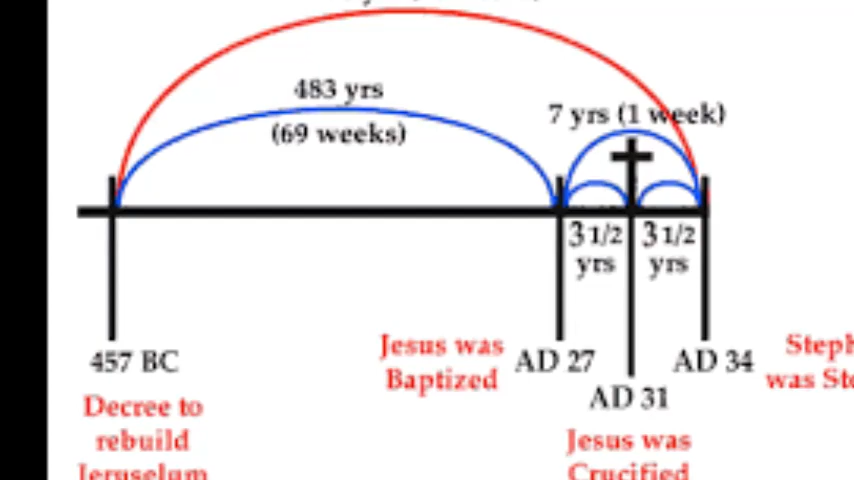 483 yrs
(69 weeks)
7 yrs (1 week)
3 1/2
yrs
3 1/2
yrs
457 BC
Decree to
rebuild
Jeruselum
Jesus was
Baptized
AD 27
AD 31
Jesus was
Crucified
AD 34
was